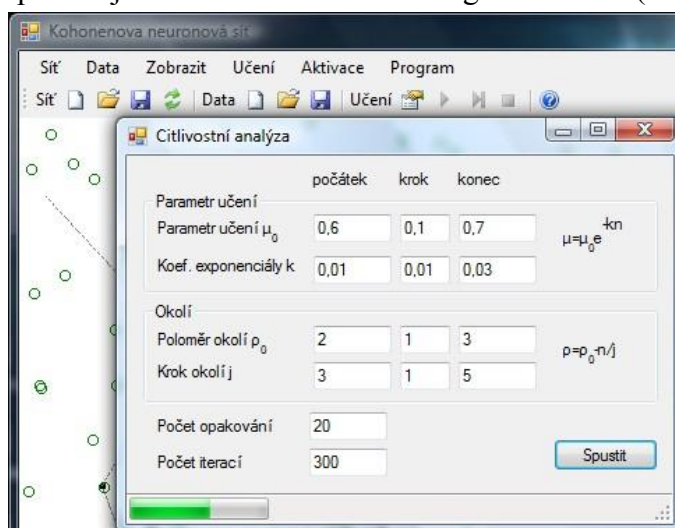 Kohonenova neuronová síť
Síť Data Zobrazit Učení Aktivace Program
Síť Data Učení
Citlivostní analýza
počátek krok konec
Parametr učení
Parametr učení μ0 0,6 0,1 0,7 μ=μ0e-kn
Koef. exponenciály k 0,01 0,01 0,03
Okolí
Poloměr okolí ρ0 2 1 3 ρ=ρ0-n/j
Krok okolí j 3 1 5
Počet opakování 20
Počet iterací 300 Spustit